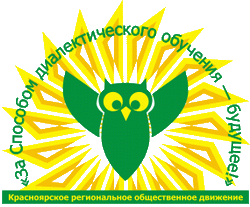 «За Способом диалектического обучения – будущее!»
Красноярское региональное общественное движение